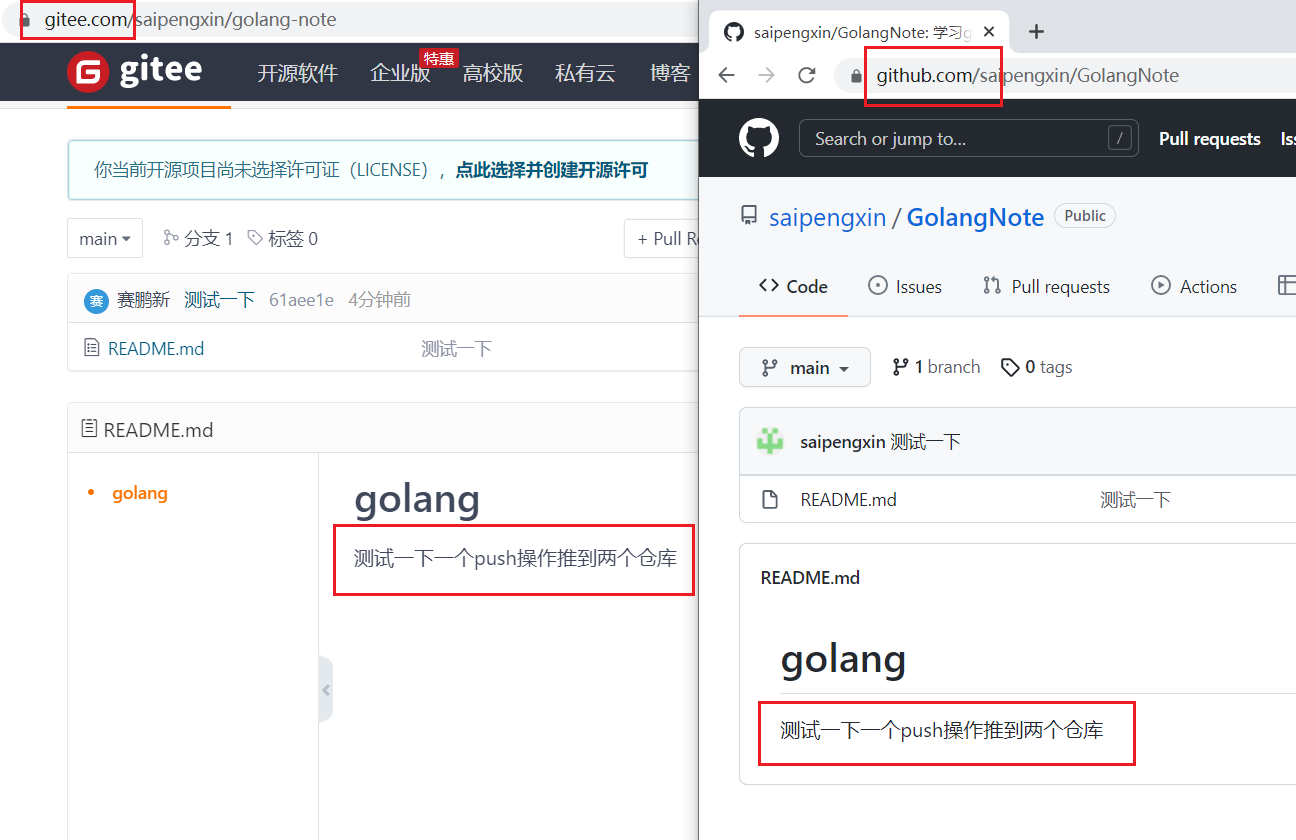 gitee.com/saipengxin/golang-note
gitee
开源软件
企业版
特惠
高校版
私有云
博客
你当前开源项目尚未选择许可证（LICENSE），点此选择并创建开源许可
main
分支 1
标签 0
+ Pull Re
赛
赛鹏新 测试一下 61aee1e 4分钟前
README.md 测试一下
README.md
golang
golang
测试一下一个push操作推到两个仓库
saipengxin/GolangNote: 学习g
github.com/saipengxin/GolangNote
Search or jump to...
/
Pull requests
Iss
saipengxin / GolangNote
Public
Code
Issues
Pull requests
Actions
main
1 branch
0 tags
saipengxin 测试一下
README.md 测试一下
README.md
golang
测试一下一个push操作推到两个仓库